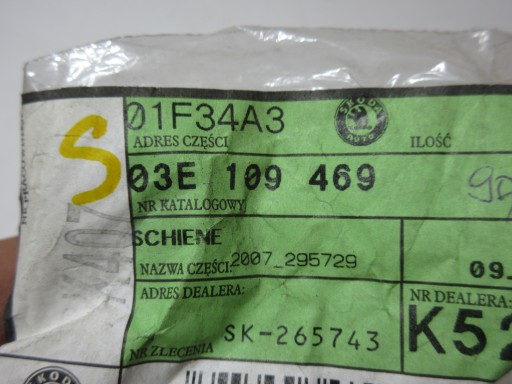 01F34A3
ADRES CZĘŚCI
ILOŚĆ
S
03E 109 469
NR KATALOGOWY
SCHIENE
NAZWA CZĘŚCI: 2007_295729
09.
ADRES DEALERA:
NR DEALERA:
SK-265743
K52
NR ZLECENIA